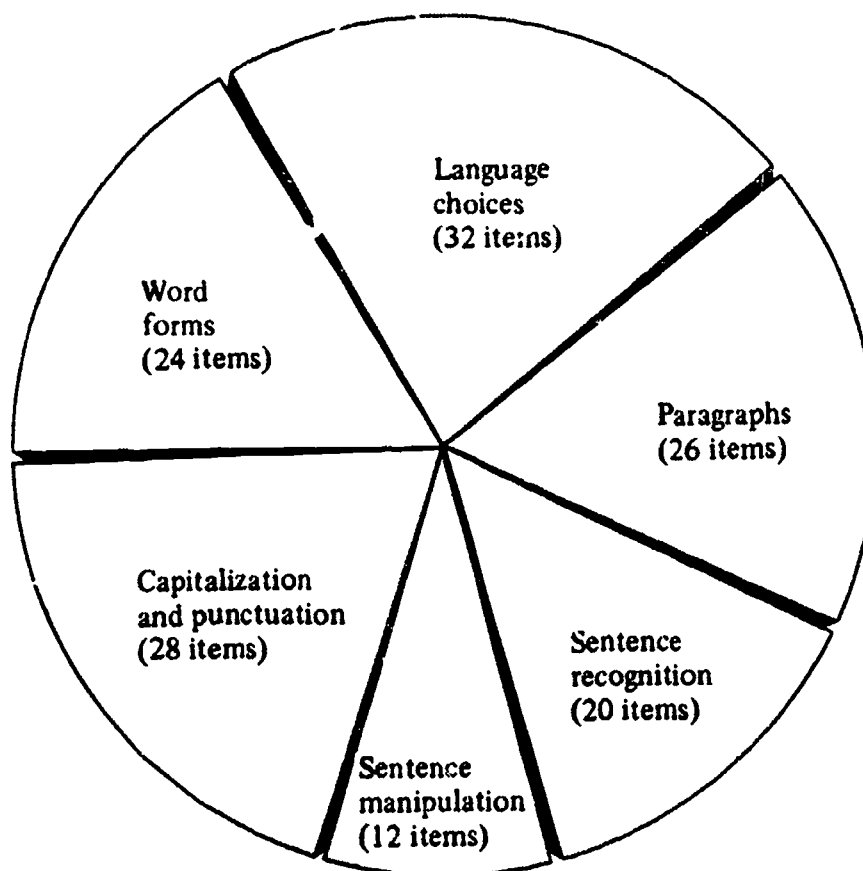 Language
choices
(32 items)
Word
forms
(24 items)
Paragraphs
(26 items)
Capitalization
and punctuation
(28 items)
Sentence
recognition
(20 items)
Sentence
manipulation
(12 items)